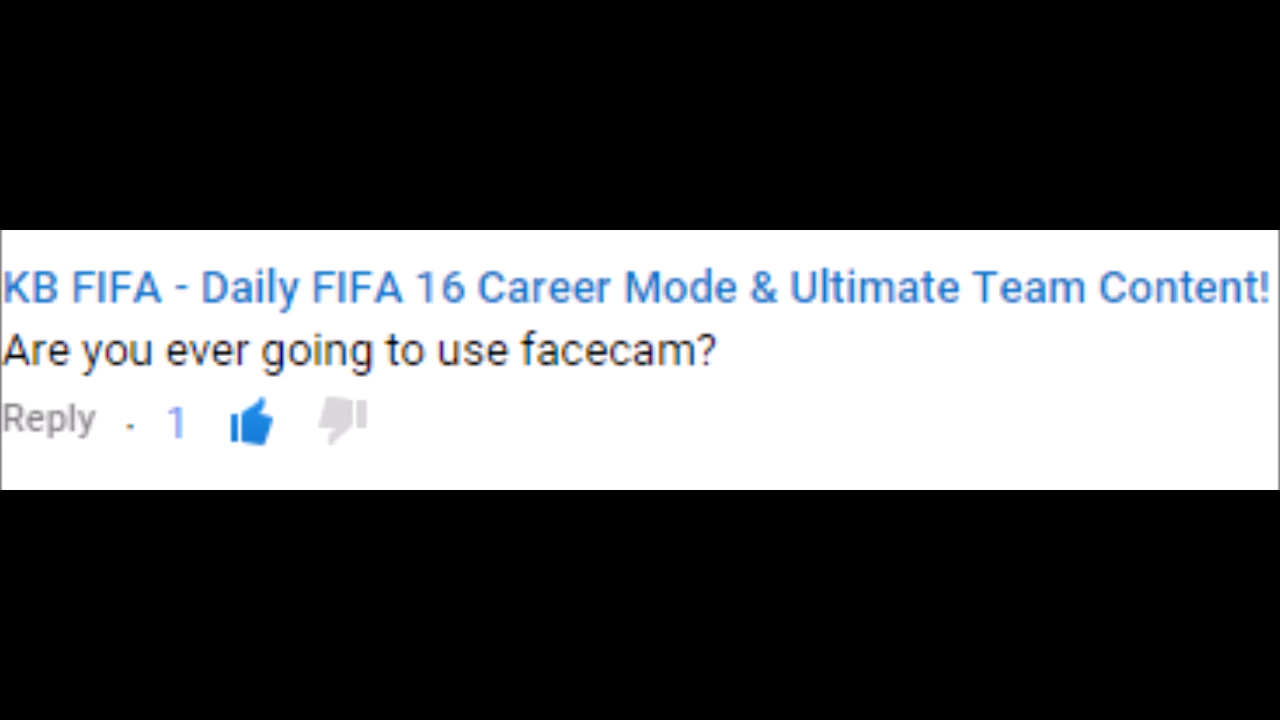 KB FIFA - Daily FIFA 16 Career Mode & Ultimate Team Content!
Are you ever going to use facecam?
Reply . 1